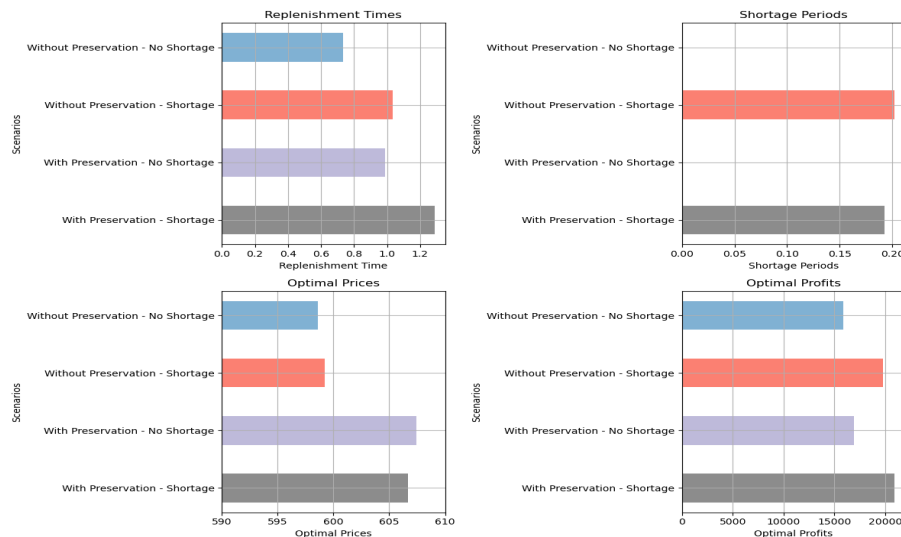 Replenishment Times
Without Preservation - No Shortage
Without Preservation - Shortage
With Preservation - No Shortage
With Preservation - Shortage
Scenarios
0.0 0.2 0.4 0.6 0.8 1.0 1.2
Replenishment Time
Shortage Periods
Without Preservation - No Shortage
Without Preservation - Shortage
With Preservation - No Shortage
With Preservation - Shortage
Scenarios
0.00 0.05 0.10 0.15 0.20
Shortage Periods
Optimal Prices
Without Preservation - No Shortage
Without Preservation - Shortage
With Preservation - No Shortage
With Preservation - Shortage
Scenarios
590 595 600 605 610
Optimal Prices
Optimal Profits
Without Preservation - No Shortage
Without Preservation - Shortage
With Preservation - No Shortage
With Preservation - Shortage
Scenarios
0 5000 10000 15000 20000
Optimal Profits